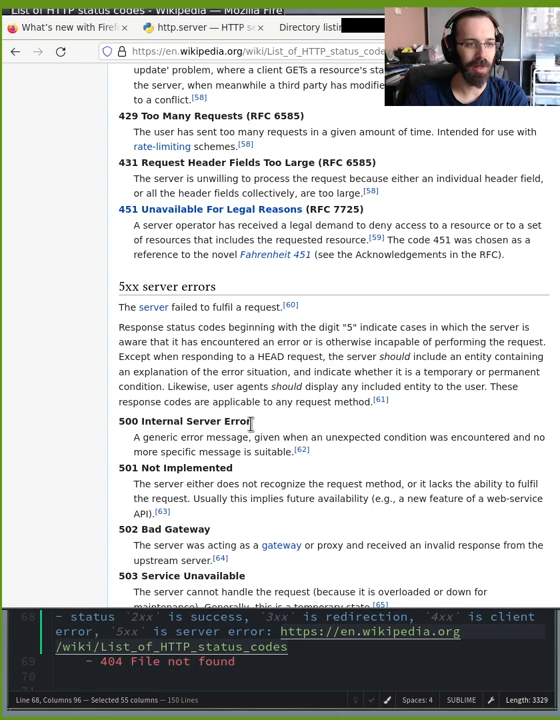 List of HTTP status codes - Wikipedia — Mozilla Fire
What's new with Firef
http.server — HTTP se
Directory listin
https://en.wikipedia.org/wiki/List_of_HTTP_status_code
update' problem, where a client GETs a resource's sta
the server, when meanwhile a third party has modifie
to a conflict.[58]
429 Too Many Requests (RFC 6585)
The user has sent too many requests in a given amount of time. Intended for use with
rate-limiting schemes.[58]
431 Request Header Fields Too Large (RFC 6585)
The server is unwilling to process the request because either an individual header field,
or all the header fields collectively, are too large.[58]
451 Unavailable For Legal Reasons (RFC 7725)
A server operator has received a legal demand to deny access to a resource or to a set
of resources that includes the requested resource.[59] The code 451 was chosen as a
reference to the novel Fahrenheit 451 (see the Acknowledgements in the RFC).
5xx server errors
The server failed to fulfil a request.[60]
Response status codes beginning with the digit "5" indicate cases in which the server is
aware that it has encountered an error or is otherwise incapable of performing the request.
Except when responding to a HEAD request, the server should include an entity containing
an explanation of the error situation, and indicate whether it is a temporary or permanent
condition. Likewise, user agents should display any included entity to the user. These
response codes are applicable to any request method.[61]
500 Internal Server Error
A generic error message, given when an unexpected condition was encountered and no
more specific message is suitable.[62]
501 Not Implemented
The server either does not recognize the request method, or it lacks the ability to fulfil
the request. Usually this implies future availability (e.g., a new feature of a web-service
API).[63]
502 Bad Gateway
The server was acting as a gateway or proxy and received an invalid response from the
upstream server.[64]
503 Service Unavailable
The server cannot handle the request (because it is overloaded or down for
maintenance). Generally, this is a temporary state.[65]
68 - status `2xx` is success, `3xx` is redirection, `4xx` is client
error, `5xx` is server error: https://en.wikipedia.org
/wiki/List_of_HTTP_status_codes
69 - 404 File not found
70
71
Line 68, Columns 96 — Selected 55 columns — 150 Lines
Spaces: 4
SUBLIME
Length: 3329